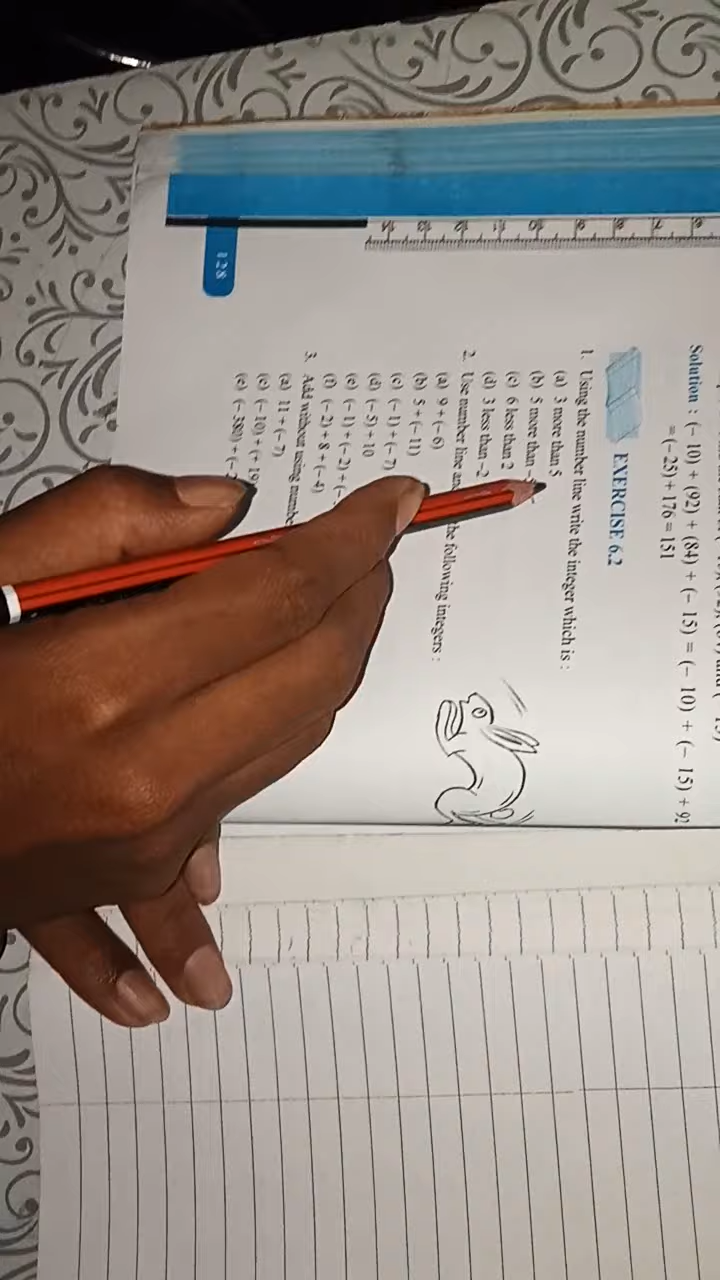 Solution : (– 10) + (92) + (84) + (– 15) = (– 10) + (– 15) + 92
= (– 25) + 176 = 151
EXERCISE 6.2
1. Using the number line write the integer which is :
(a) 3 more than 5
(b) 5 more than –
(c) 6 less than 2
(d) 3 less than –2
2. Use number line and the following integers :
(a) 9 + (– 6)
(b) 5 + (– 11)
(c) (– 1) + (– 7)
(d) (– 5) + 10
(e) (– 1) + (– 2) + (–
(f) (– 2) + 8 + (– 4)
3. Add without using
(a) 11 + (– 7)
(c) (– 10) + (+ 19
(e) (– 380) + (– 2
128